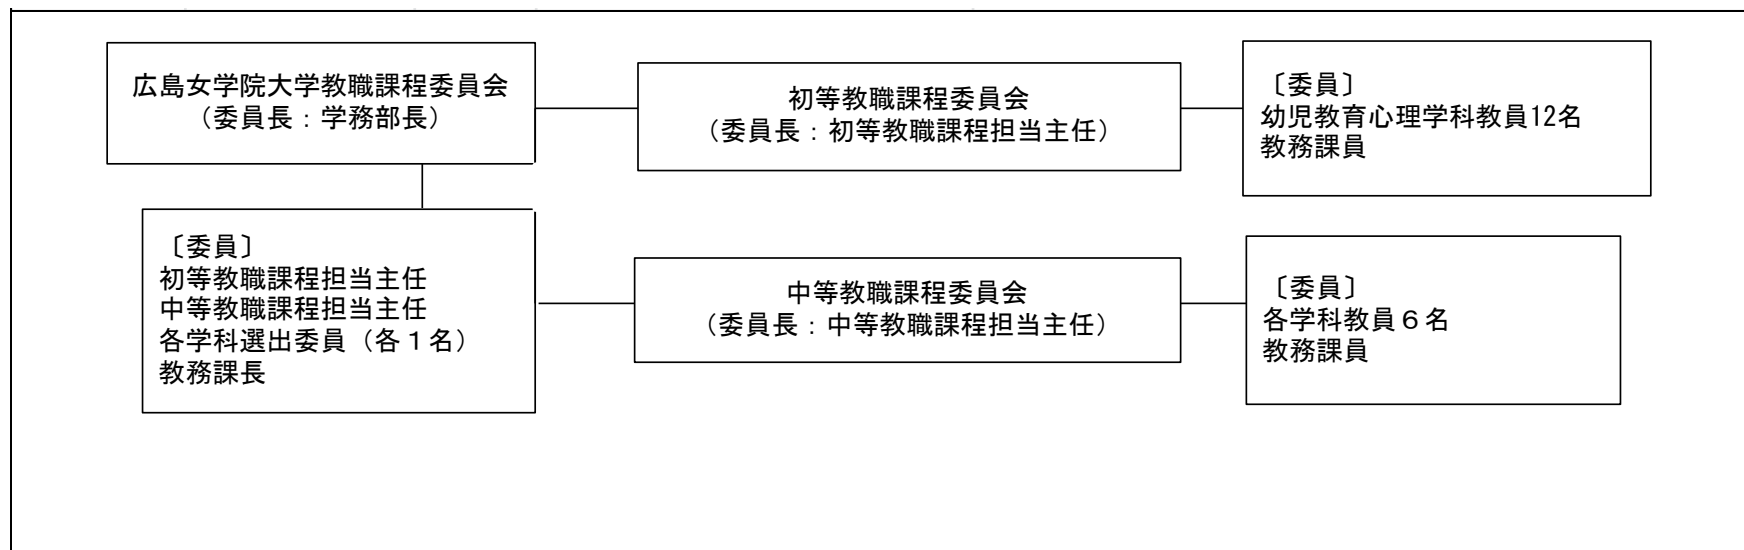 広島女学院大学教職課程委員会
（委員長：学務部長）
初等教職課程委員会
（委員長：初等教職課程担当主任）
〔委員〕
幼児教育心理学科教員12名
教務課員
〔委員〕
初等教職課程担当主任
中等教職課程担当主任
各学科選出委員（各１名）
教務課長
中等教職課程委員会
（委員長：中等教職課程担当主任）
〔委員〕
各学科教員６名
教務課員